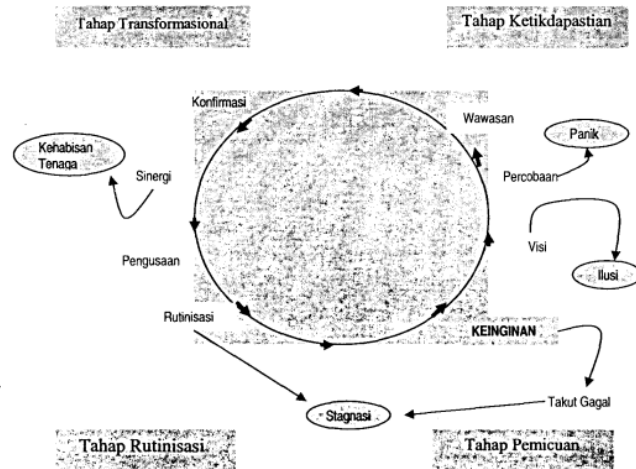 Tahap Transformasional
Tahap Ketikdapastian
Konfirmasi
Wawasan
Panik
Kehabisan
Tenaga
Sinergi
Percobaan
Visi
Pengusaan
Ilusi
Rutinisasi
KEINGINAN
Takut Gagal
Stagnasi
Tahap Rutinisasi
Tahap Pemicuan